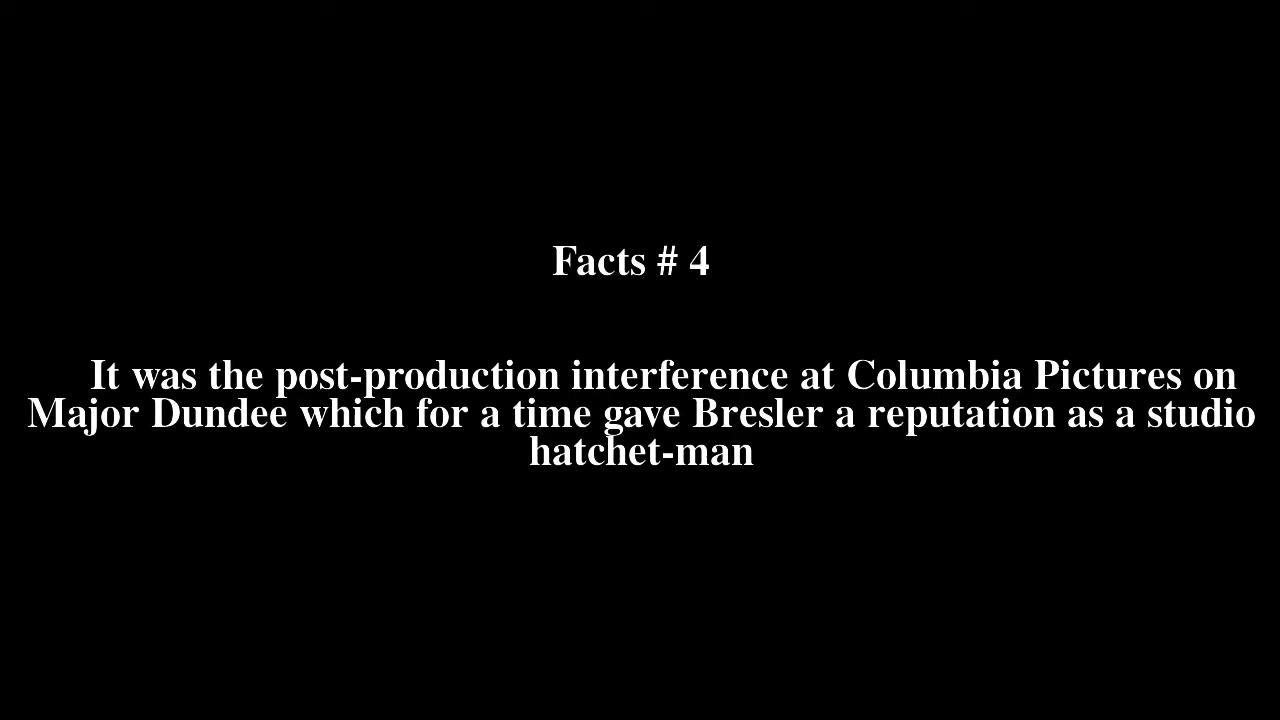 Facts # 4
It was the post-production interference at Columbia Pictures on
Major Dundee which for a time gave Bresler a reputation as a studio
hatchet-man